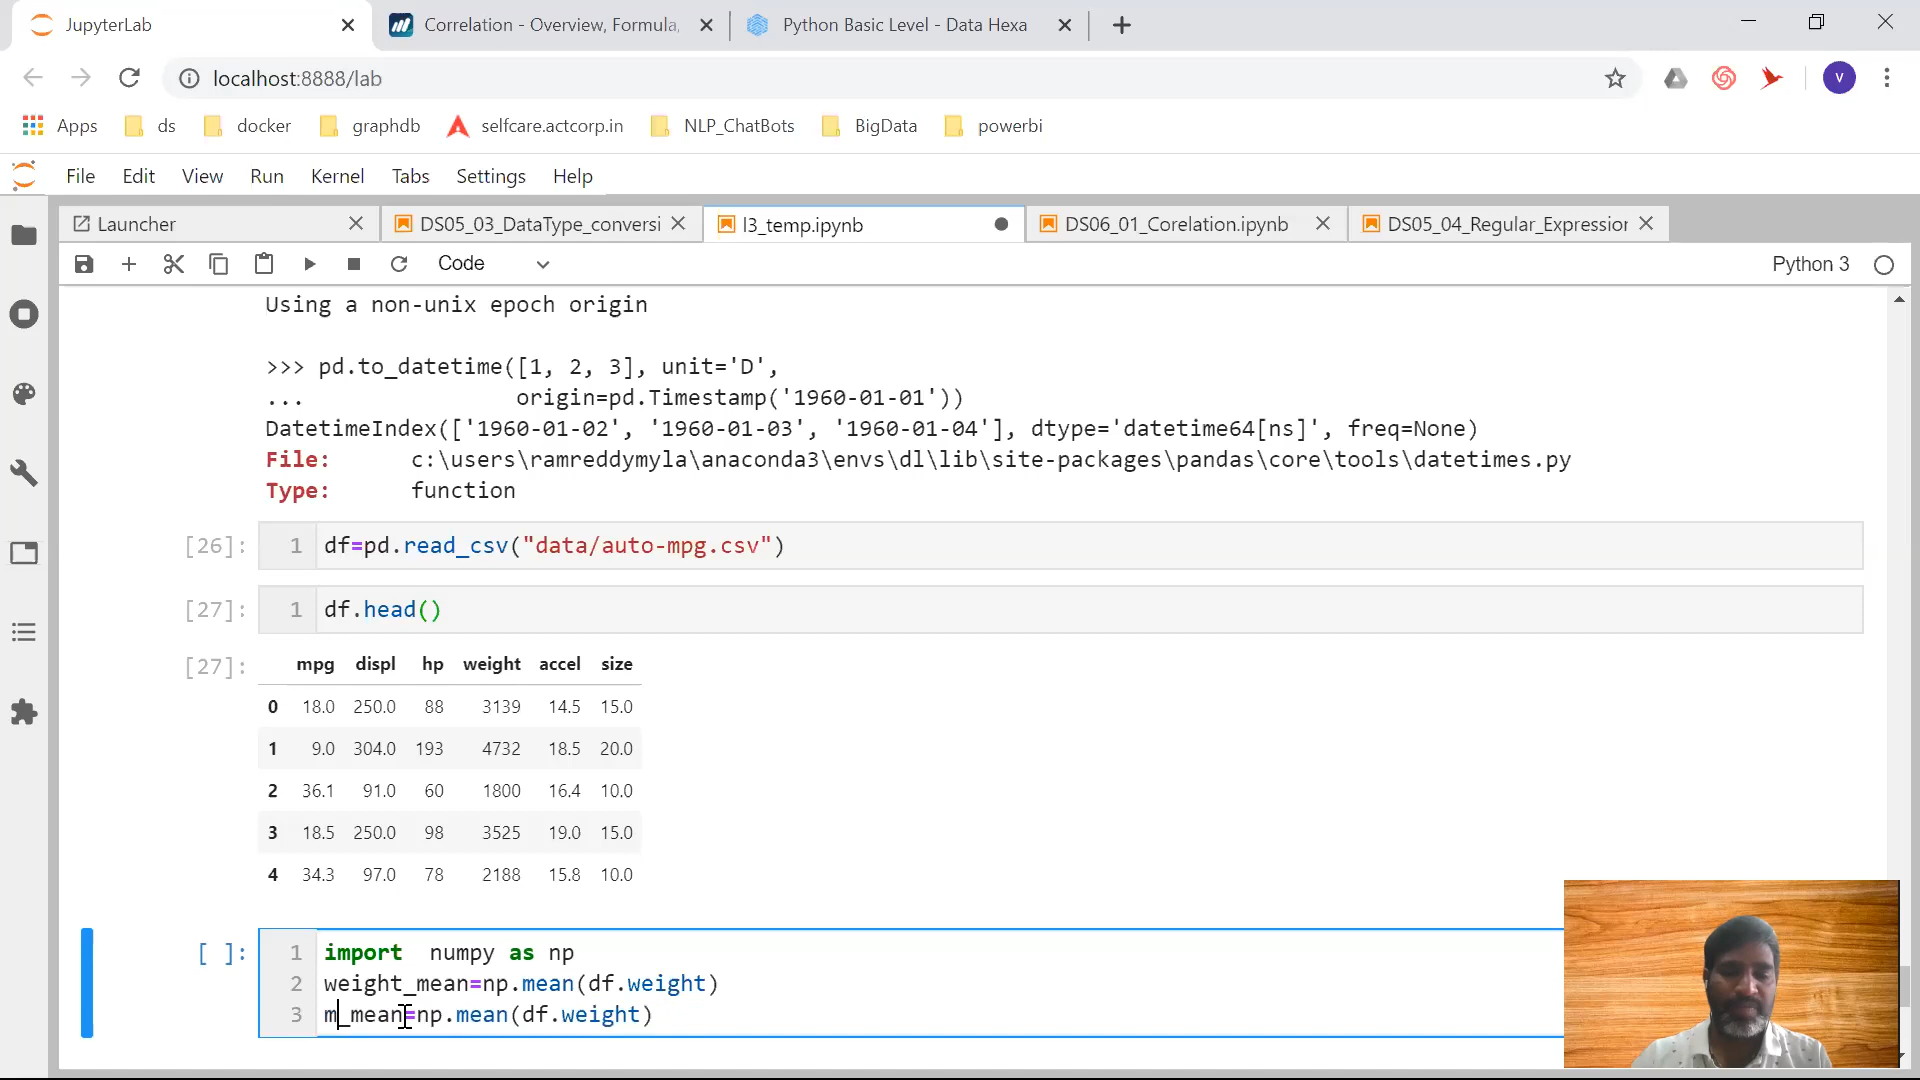 JupyterLab
Correlation - Overview, Formula,
Python Basic Level - Data Hexa
localhost:8888/lab
V
Apps ds docker graphdb selfcare.actcorp.in NLP_ChatBots BigData powerbi
File Edit View Run Kernel Tabs Settings Help
Launcher DS05_03_DataType_conversi l3_temp.ipynb DS06_01_Corelation.ipynb DS05_04_Regular_Expression
Code Python 3
Using a non-unix epoch origin
>>> pd.to_datetime([1, 2, 3], unit='D',
... origin=pd.Timestamp('1960-01-01'))
DatetimeIndex(['1960-01-02', '1960-01-03', '1960-01-04'], dtype='datetime64[ns]', freq=None)
File: c:\users\ramreddymyla\anaconda3\envs\dl\lib\site-packages\pandas\core\tools\datetimes.py
Type: function
[26]: 1 df=pd.read_csv("data/auto-mpg.csv")
[27]: 1 df.head()
[27]: mpg displ hp weight accel size
0 18.0 250.0 88 3139 14.5 15.0
1 9.0 304.0 193 4732 18.5 20.0
2 36.1 91.0 60 1800 16.4 10.0
3 18.5 250.0 98 3525 19.0 15.0
4 34.3 97.0 78 2188 15.8 10.0
[ ]: 1 import  numpy as np
2 weight_mean=np.mean(df.weight)
3 m_mean=np.mean(df.weight)